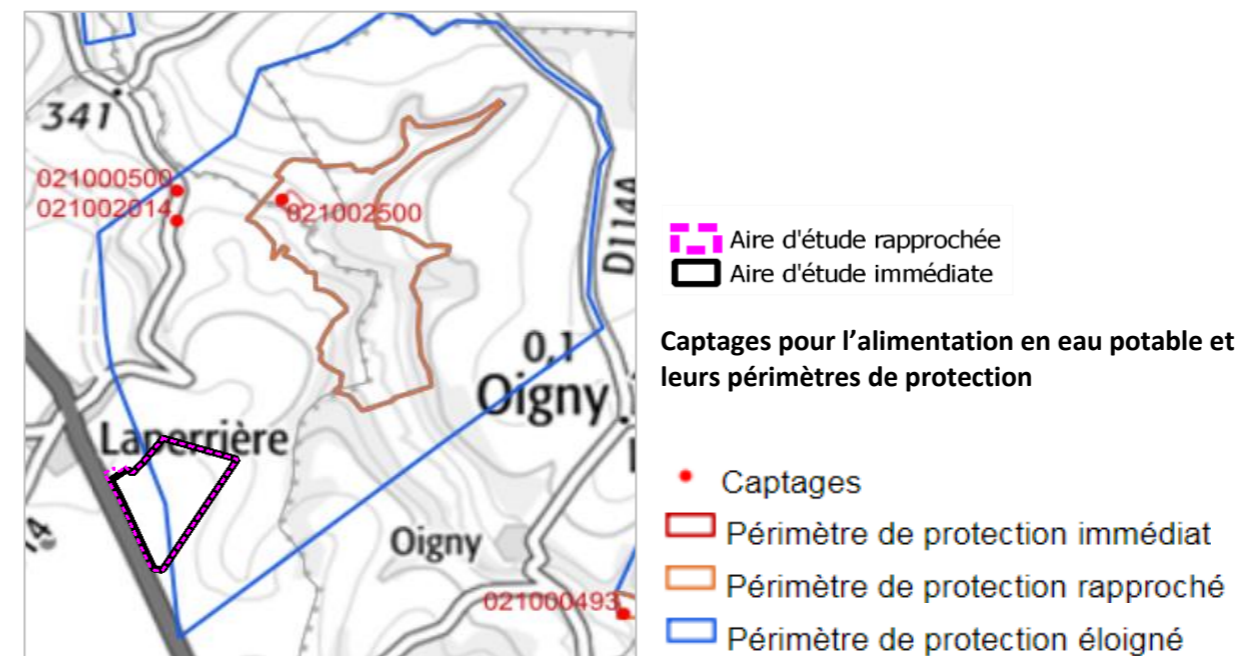 341
021000500
021002014
021002500
D114A
0,1
Oigny
Laperrière
Oigny
021000493
Aire d'étude rapprochée
Aire d'étude immédiate
Captages pour l’alimentation en eau potable et
leurs périmètres de protection
Captages
Périmètre de protection immédiat
Périmètre de protection rapproché
Périmètre de protection éloigné